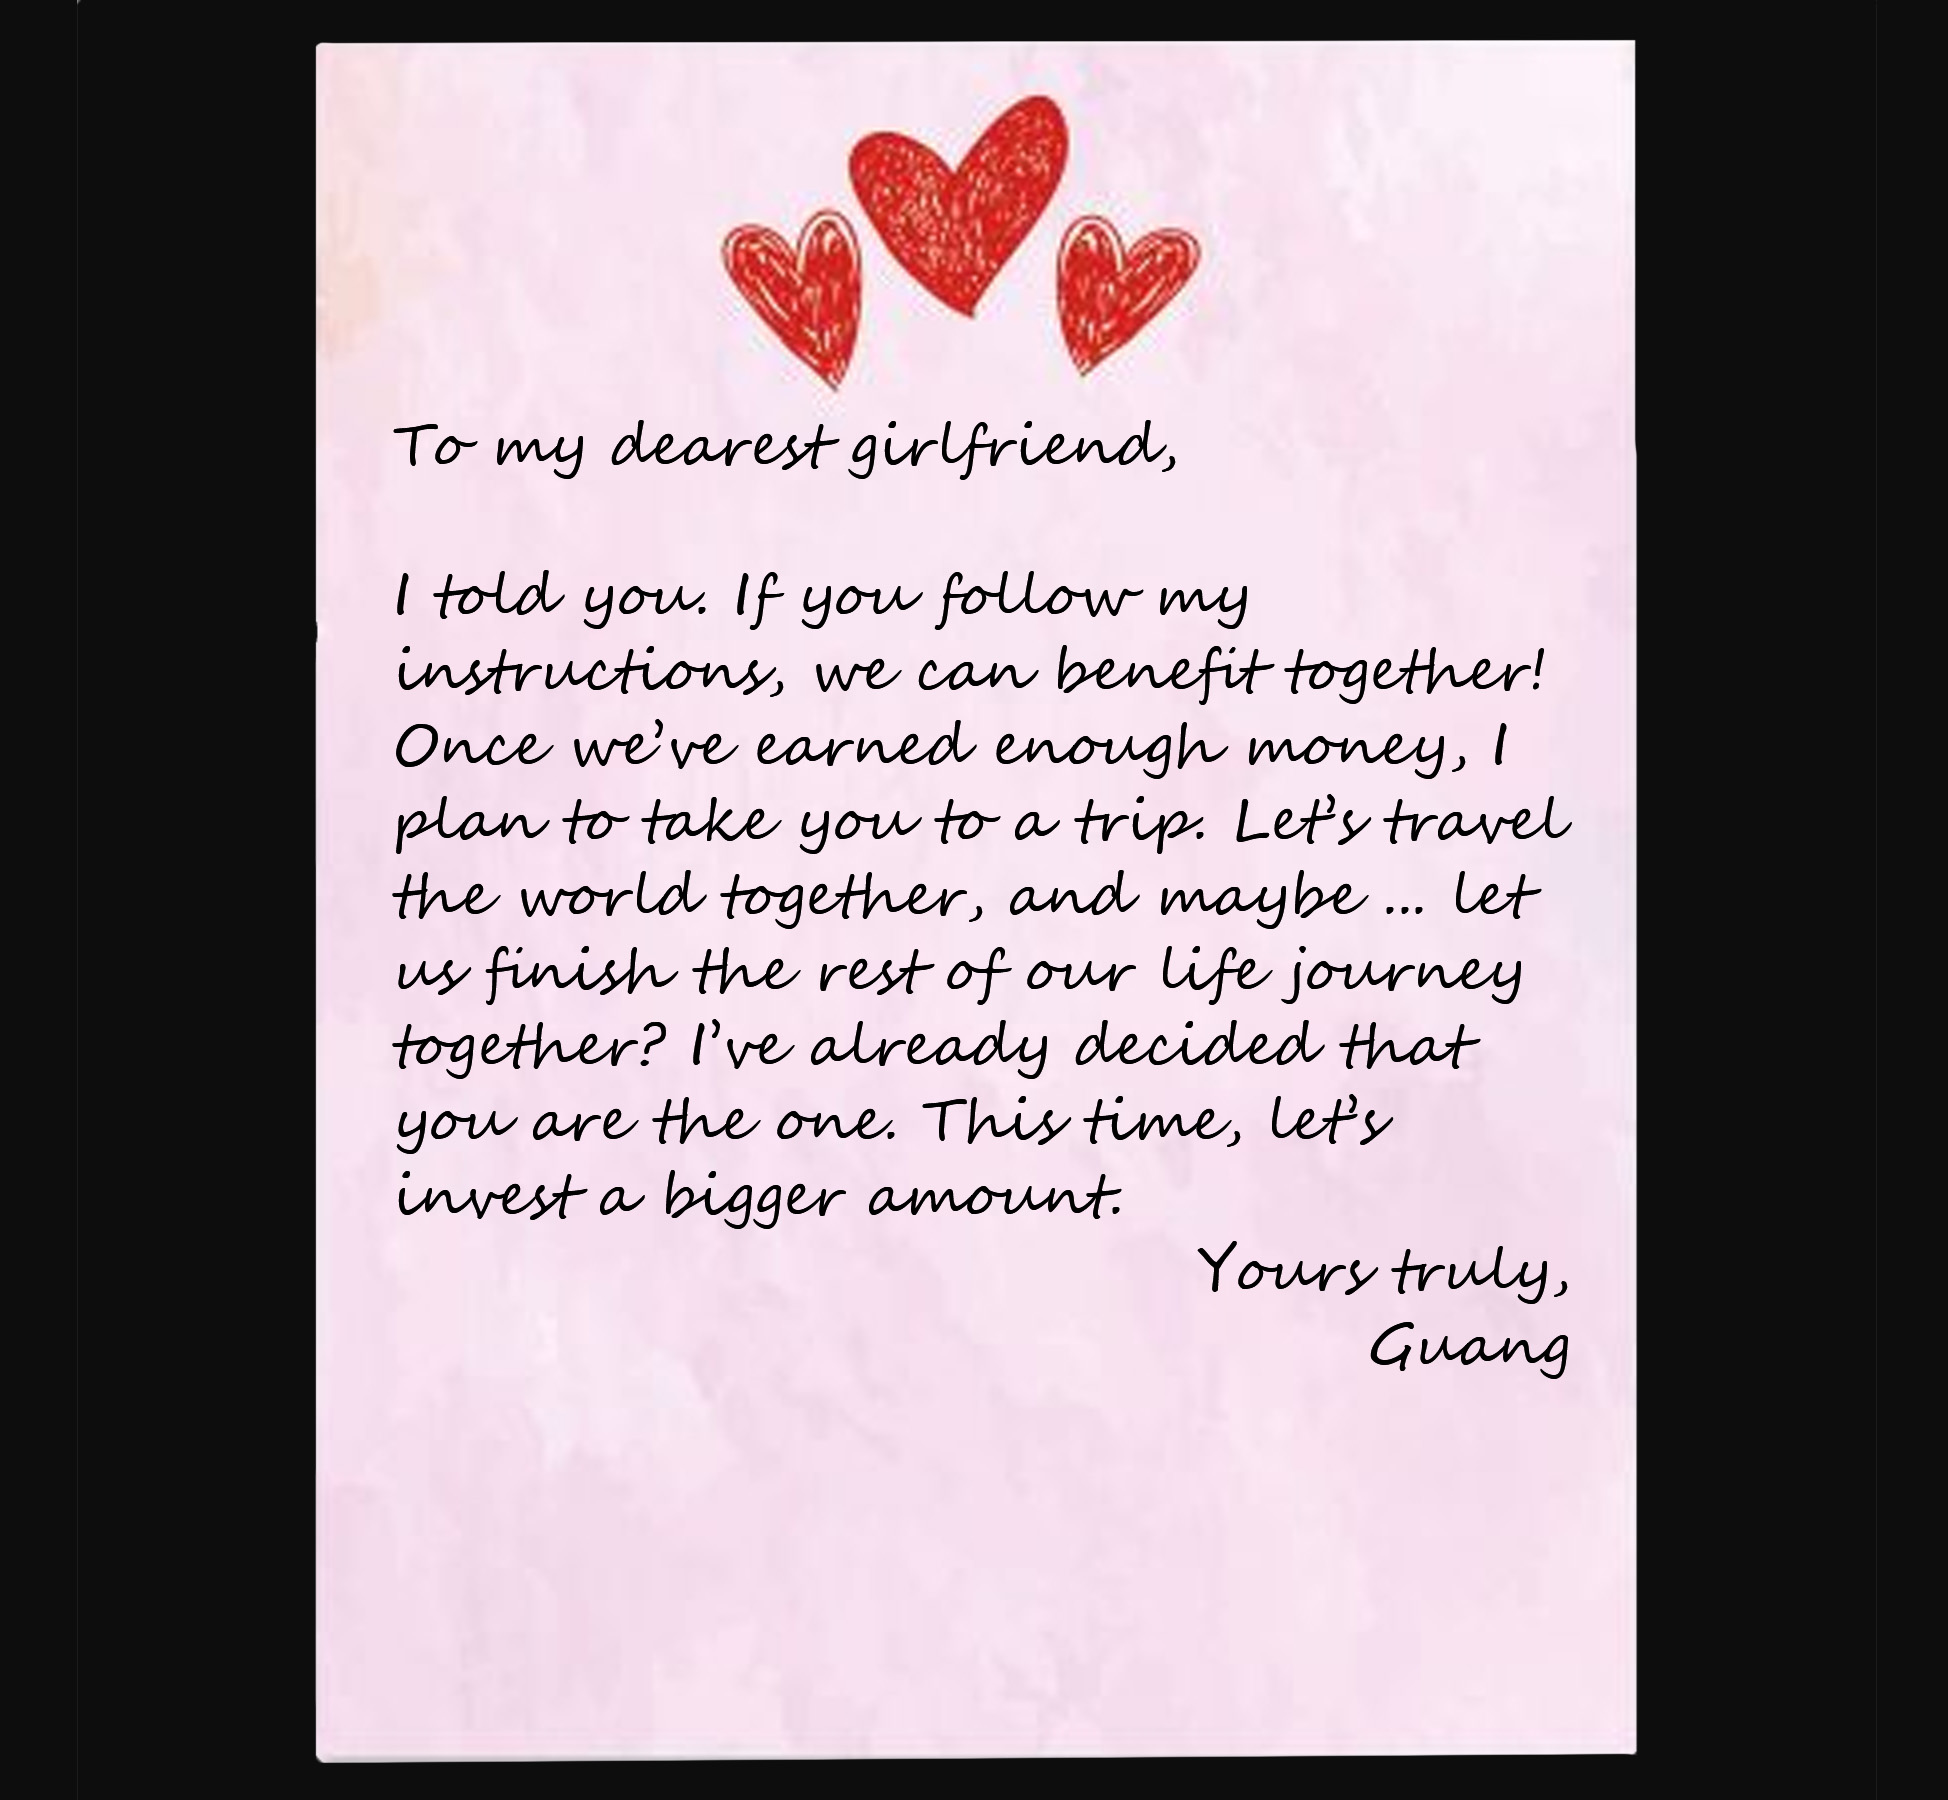 To my dearest girlfriend,
I told you. If you follow my
instructions, we can benefit together!
Once we've earned enough money, I
plan to take you to a trip. Let's travel
the world together, and maybe ... let
us finish the rest of our life journey
together? I've already decided that
you are the one. This time, let's
invest a bigger amount.
Yours truly,
Guang